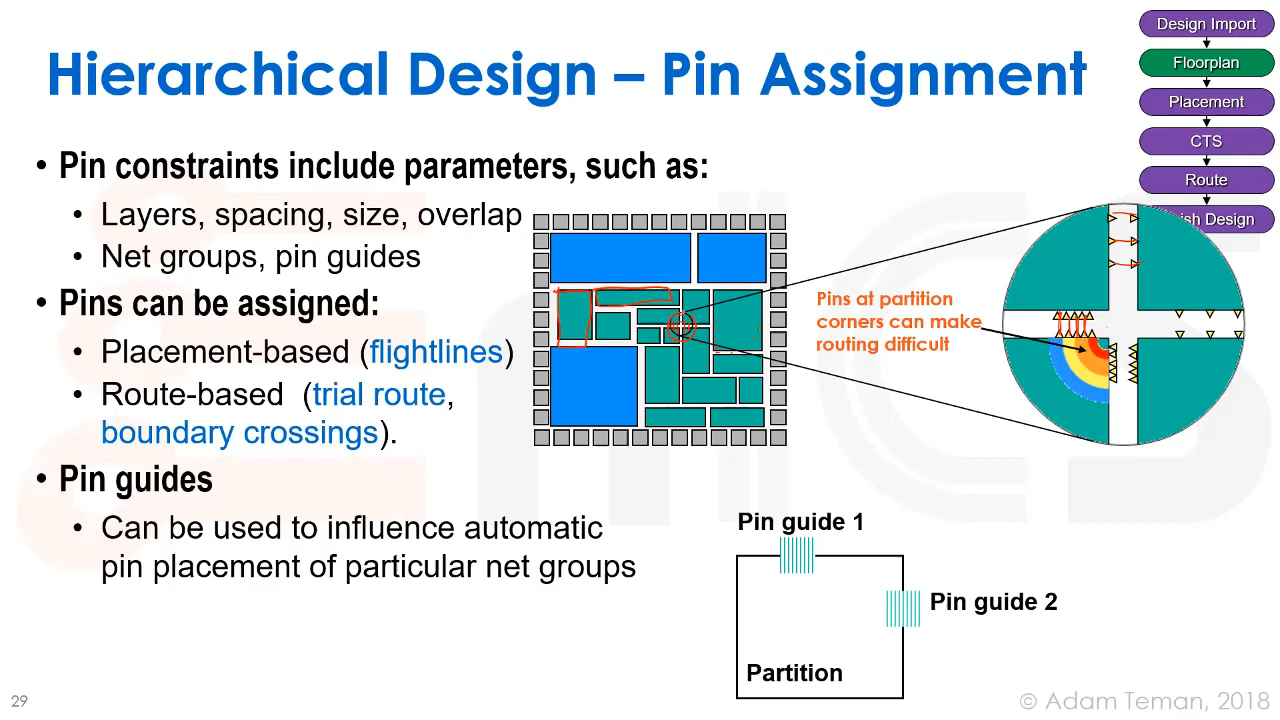 Hierarchical Design – Pin Assignment
Design Import
Floorplan
Placement
CTS
Route
ish Design
• Pin constraints include parameters, such as:
• Layers, spacing, size, overlap
• Net groups, pin guides
• Pins can be assigned:
• Placement-based (flightlines)
• Route-based (trial route,
boundary crossings).
• Pin guides
• Can be used to influence automatic
pin placement of particular net groups
Pins at partition
corners can make
routing difficult
Pin guide 1
Pin guide 2
Partition
29
© Adam Teman, 2018